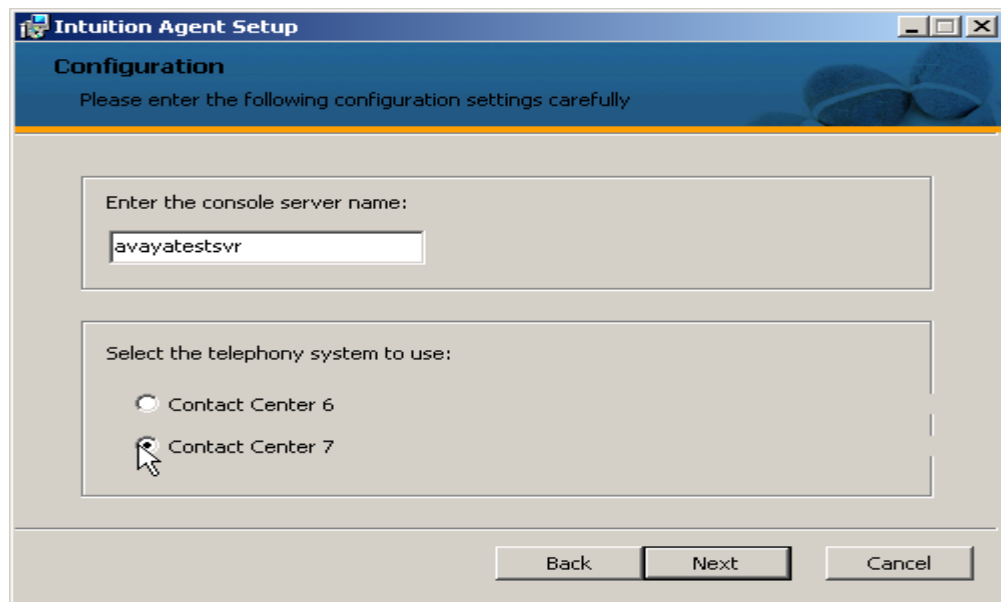 Intuition Agent Setup
Configuration
Please enter the following configuration settings carefully
Enter the console server name:
avayatestsvr
Select the telephony system to use:
Contact Center 6
Contact Center 7
Back
Next
Cancel